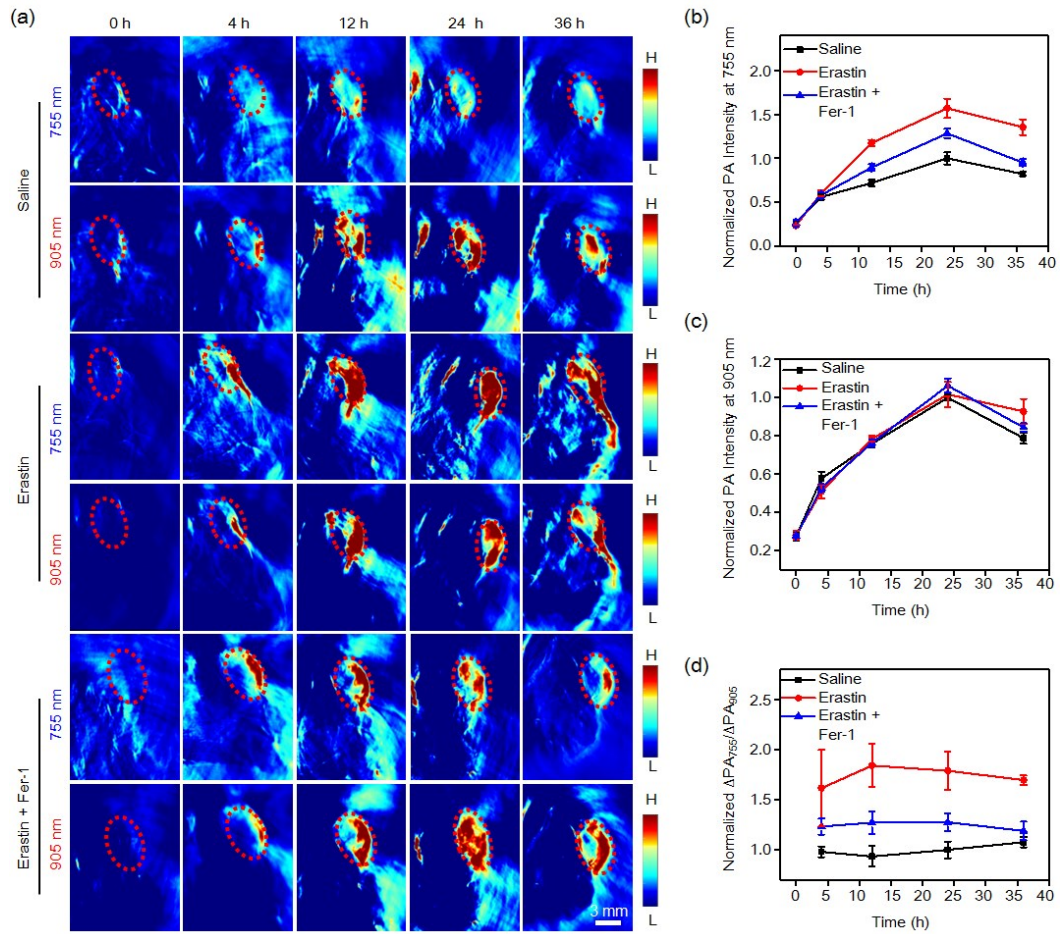 (a)
0 h 4 h 12 h 24 h 36 h
Saline
755 nm
H
L
905 nm
H
L
Erastin
755 nm
H
L
905 nm
H
L
Erastin + Fer-1
755 nm
H
L
905 nm
H
L
3 mm
(b)
Normalized PA Intensity at 755 nm
2.0
1.5
1.0
0.5
0.0
Saline
Erastin
Erastin +
Fer-1
0 5 10 15 20 25 30 35 40
Time (h)
(c)
Normalized PA Intensity at 905 nm
1.2
1.0
0.8
0.6
0.4
0.2
Saline
Erastin
Erastin +
Fer-1
0 5 10 15 20 25 30 35 40
Time (h)
(d)
Normalized ΔPA755/ΔPA905
2.5
2.0
1.5
1.0
Saline
Erastin
Erastin +
Fer-1
0 5 10 15 20 25 30 35 40
Time (h)